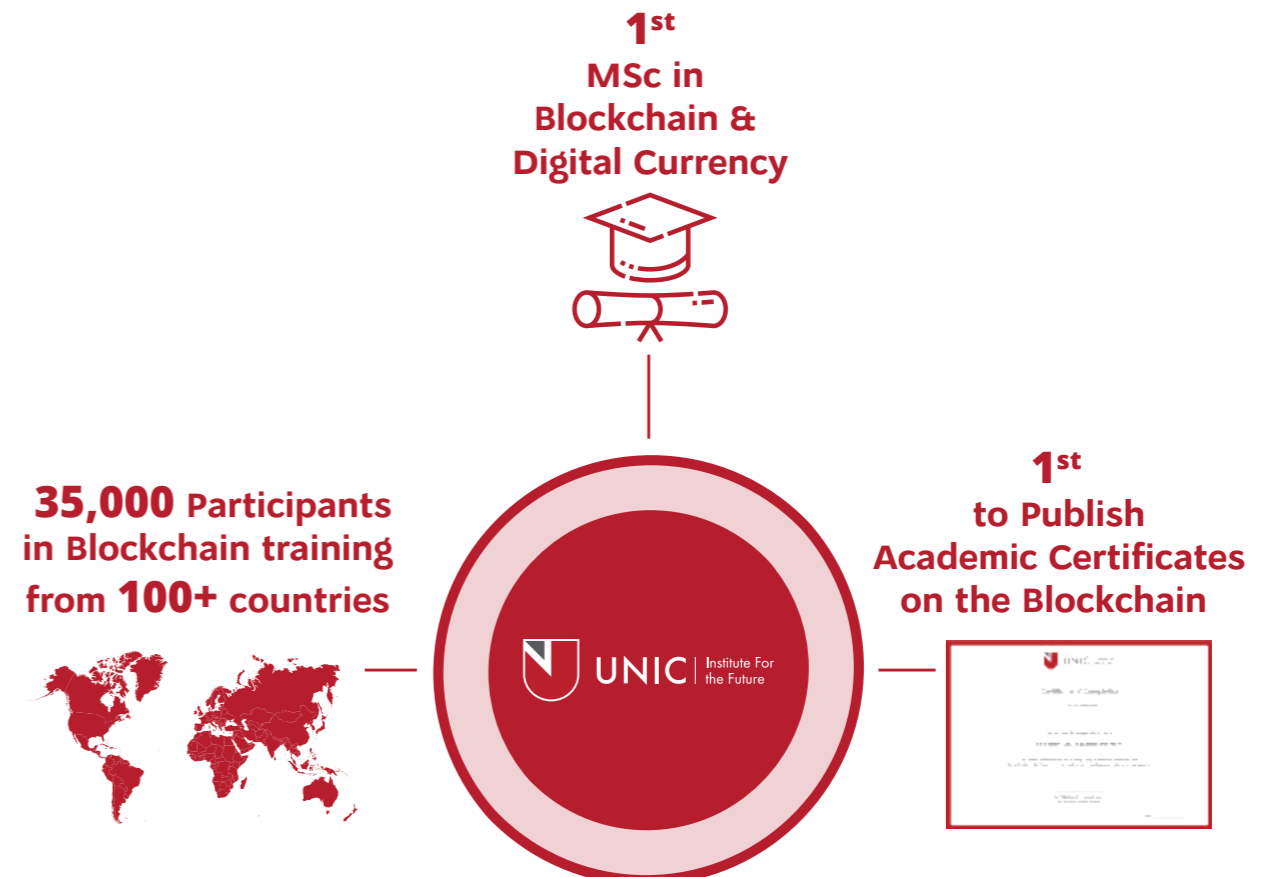 1st
MSc in
Blockchain &
Digital Currency
35,000 Participants
in Blockchain training
from 100+ countries
UNIC | Institute For
the Future
1st
to Publish
Academic Certificates
on the Blockchain
UNIC